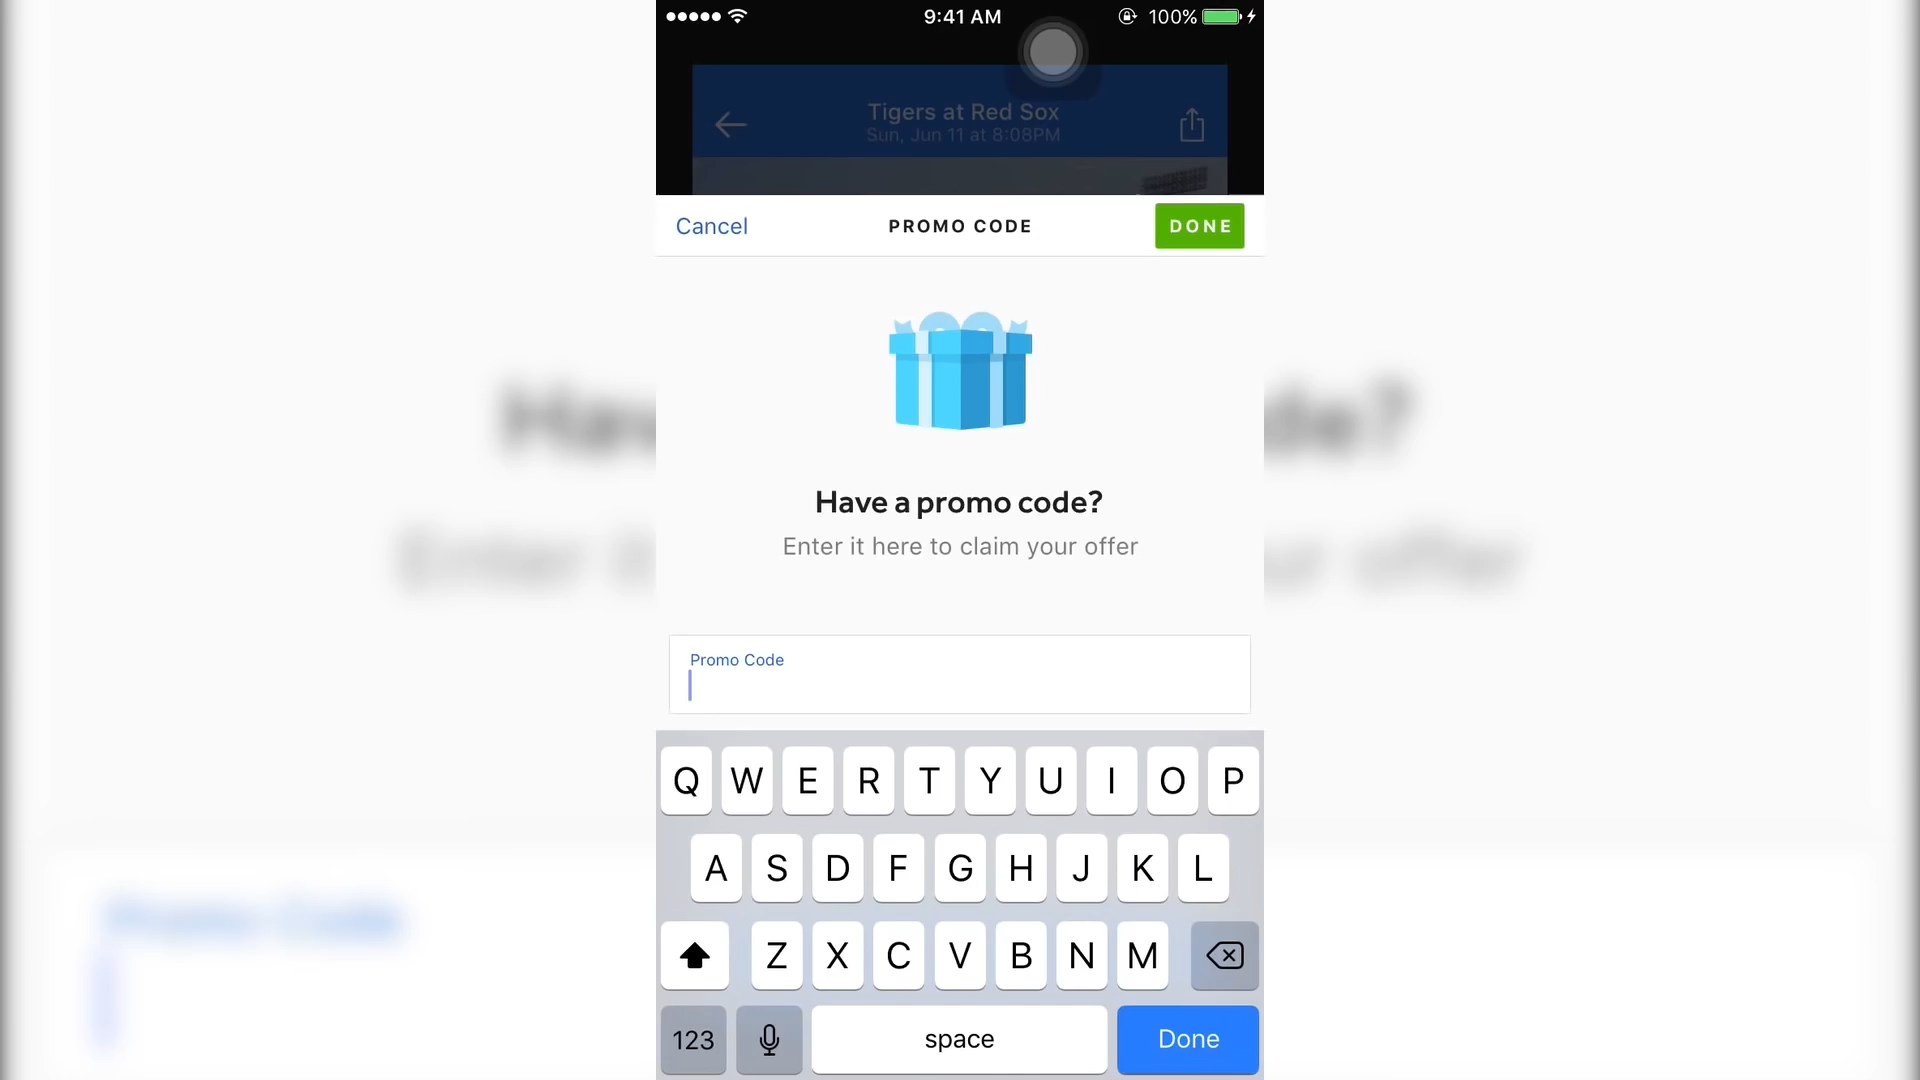 9:41 AM
100%
Tigers at Red Sox
Sun, Jun 11 at 8:08PM
Cancel
PROMO CODE
DONE
Have a promo code?
Enter it here to claim your offer
Promo Code
Q W E R T Y U I O P
A S D F G H J K L
Z X C V B N M
123
space
Done